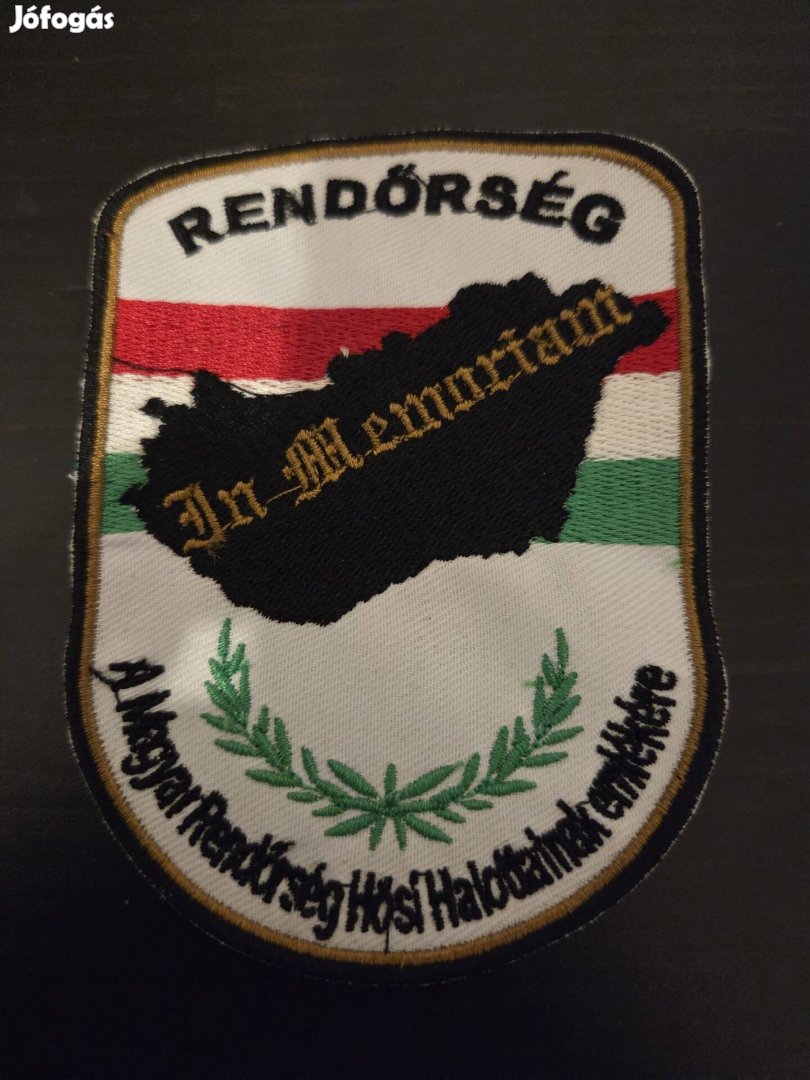 Jófogás
RENDŐRSÉG
In Memoriam
A Magyar Rendőrség Hősi Halottainak emlékére